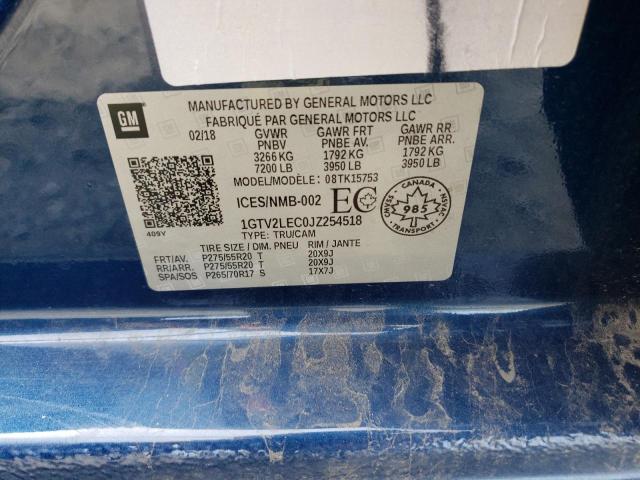 GM
MANUFACTURED BY GENERAL MOTORS LLC
FABRIQUÉ PAR GENERAL MOTORS LLC
02/18 GVWR GAWR FRT GAWR RR
PNBV PNBE AV. PNBE ARR.
3266 KG 1792 KG 1792 KG
7200 LB 3950 LB 3950 LB
MODEL/MODÈLE: 08TK15753
ICES/NMB-002 EC
CANADA
CMVSS NSVAC
985
409Y
1GTV2LEC0JZ254518
TYPE: TRU/CAM
TIRE SIZE / DIM. PNEU RIM / JANTE
FRT/AV. P275/55R20 T 20X9J
RR/ARR. P275/55R20 T 20X9J
SPA/SOS P265/70R17 S 17X7J